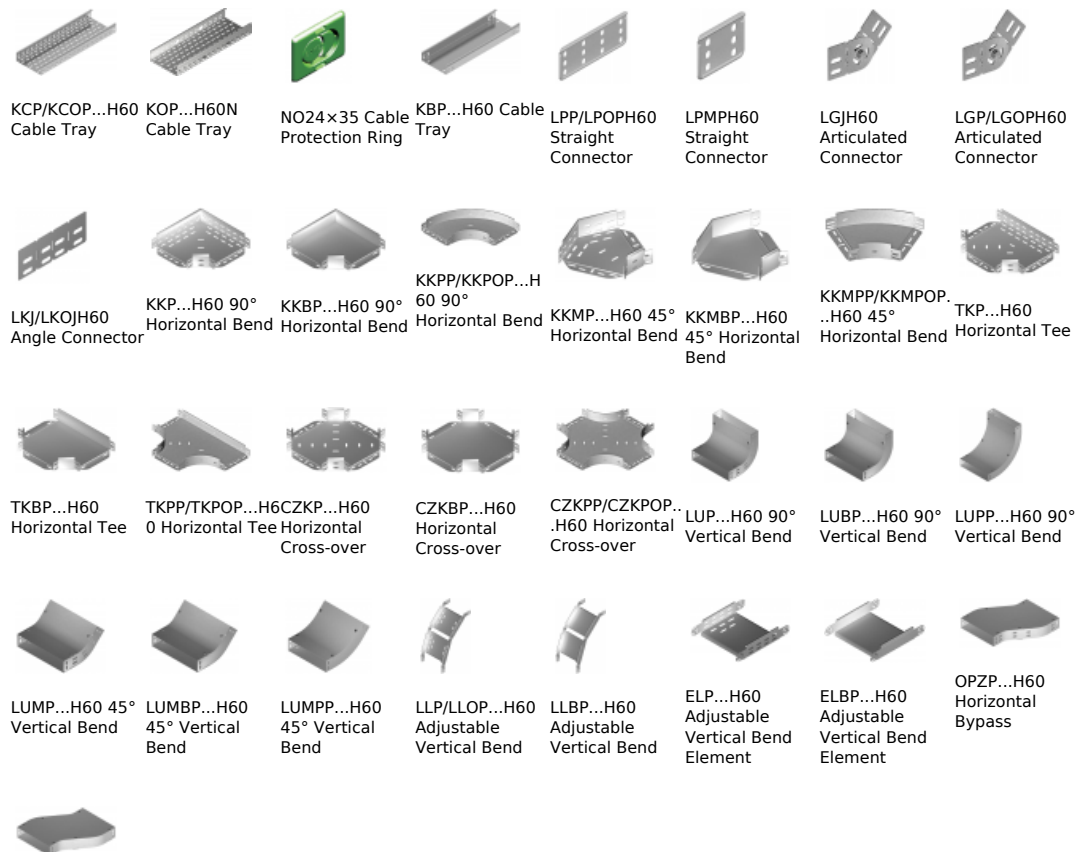 KCP/KCOP...H60
Cable Tray
KOP...H60N
Cable Tray
NO24×35 Cable
Protection Ring
KBP...H60 Cable
Tray
LPP/LPOPH60
Straight
Connector
LPMPH60
Straight
Connector
LGJH60
Articulated
Connector
LGP/LGOPH60
Articulated
Connector
LKJ/LKOJH60
Angle Connector
KKP...H60 90°
Horizontal Bend
KKBP...H60 90°
Horizontal Bend
KKPP/KKPOP...H
60 90°
Horizontal Bend
KKMP...H60 45°
Horizontal Bend
KKMBP...H60
45° Horizontal
Bend
KKMPP/KKMPOP.
..H60 45°
Horizontal Bend
TKP...H60
Horizontal Tee
TKBP...H60
Horizontal Tee
TKPP/TKPOP...H6
0 Horizontal Tee
CZKP...H60
Horizontal
Cross-over
CZKBP...H60
Horizontal
Cross-over
CZKPP/CZKPOP..
.H60 Horizontal
Cross-over
LUP...H60 90°
Vertical Bend
LUBP...H60 90°
Vertical Bend
LUPP...H60 90°
Vertical Bend
LUMP...H60 45°
Vertical Bend
LUMBP...H60
45° Vertical
Bend
LUMPP...H60
45° Vertical
Bend
LLP/LLOP...H60
Adjustable
Vertical Bend
LLBP...H60
Adjustable
Vertical Bend
ELP...H60
Adjustable
Vertical Bend
Element
ELBP...H60
Adjustable
Vertical Bend
Element
OPZP...H60
Horizontal
Bypass